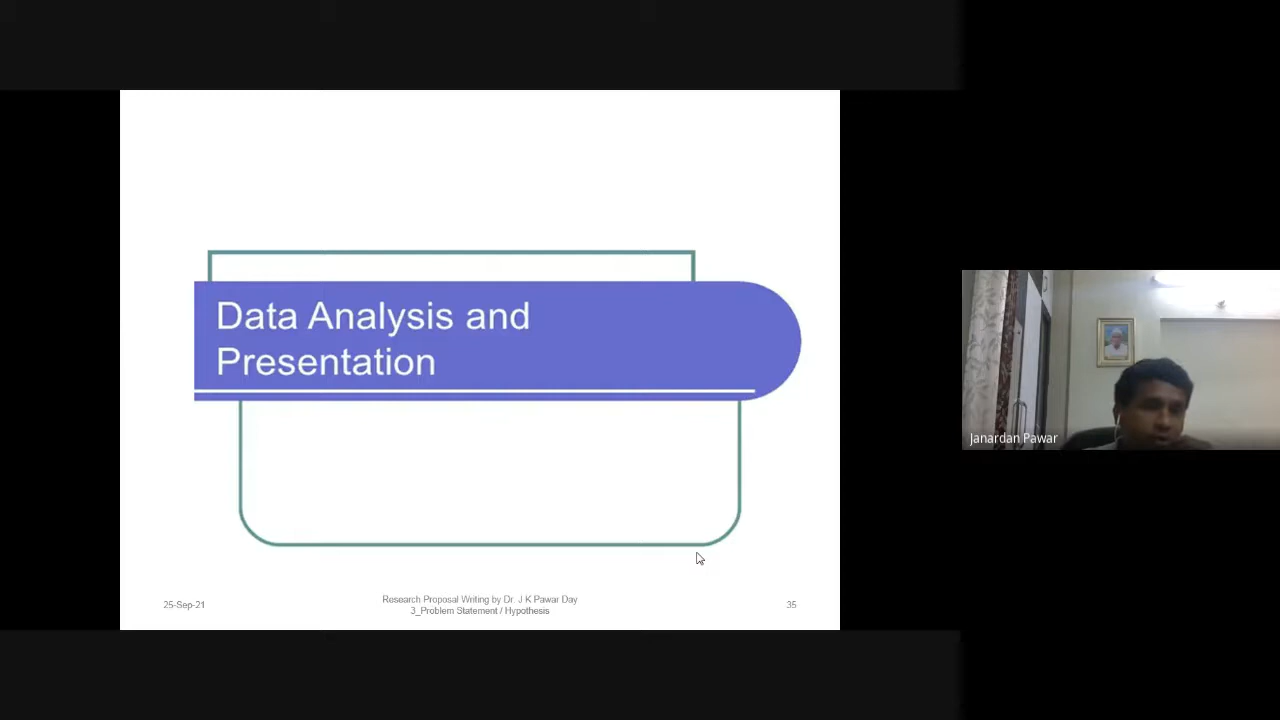 Data Analysis and
Presentation
Janardan Pawar
25-Sep-21
Research Proposal Writing by Dr. J K Pawar Day
3_Problem Statement / Hypothesis
35